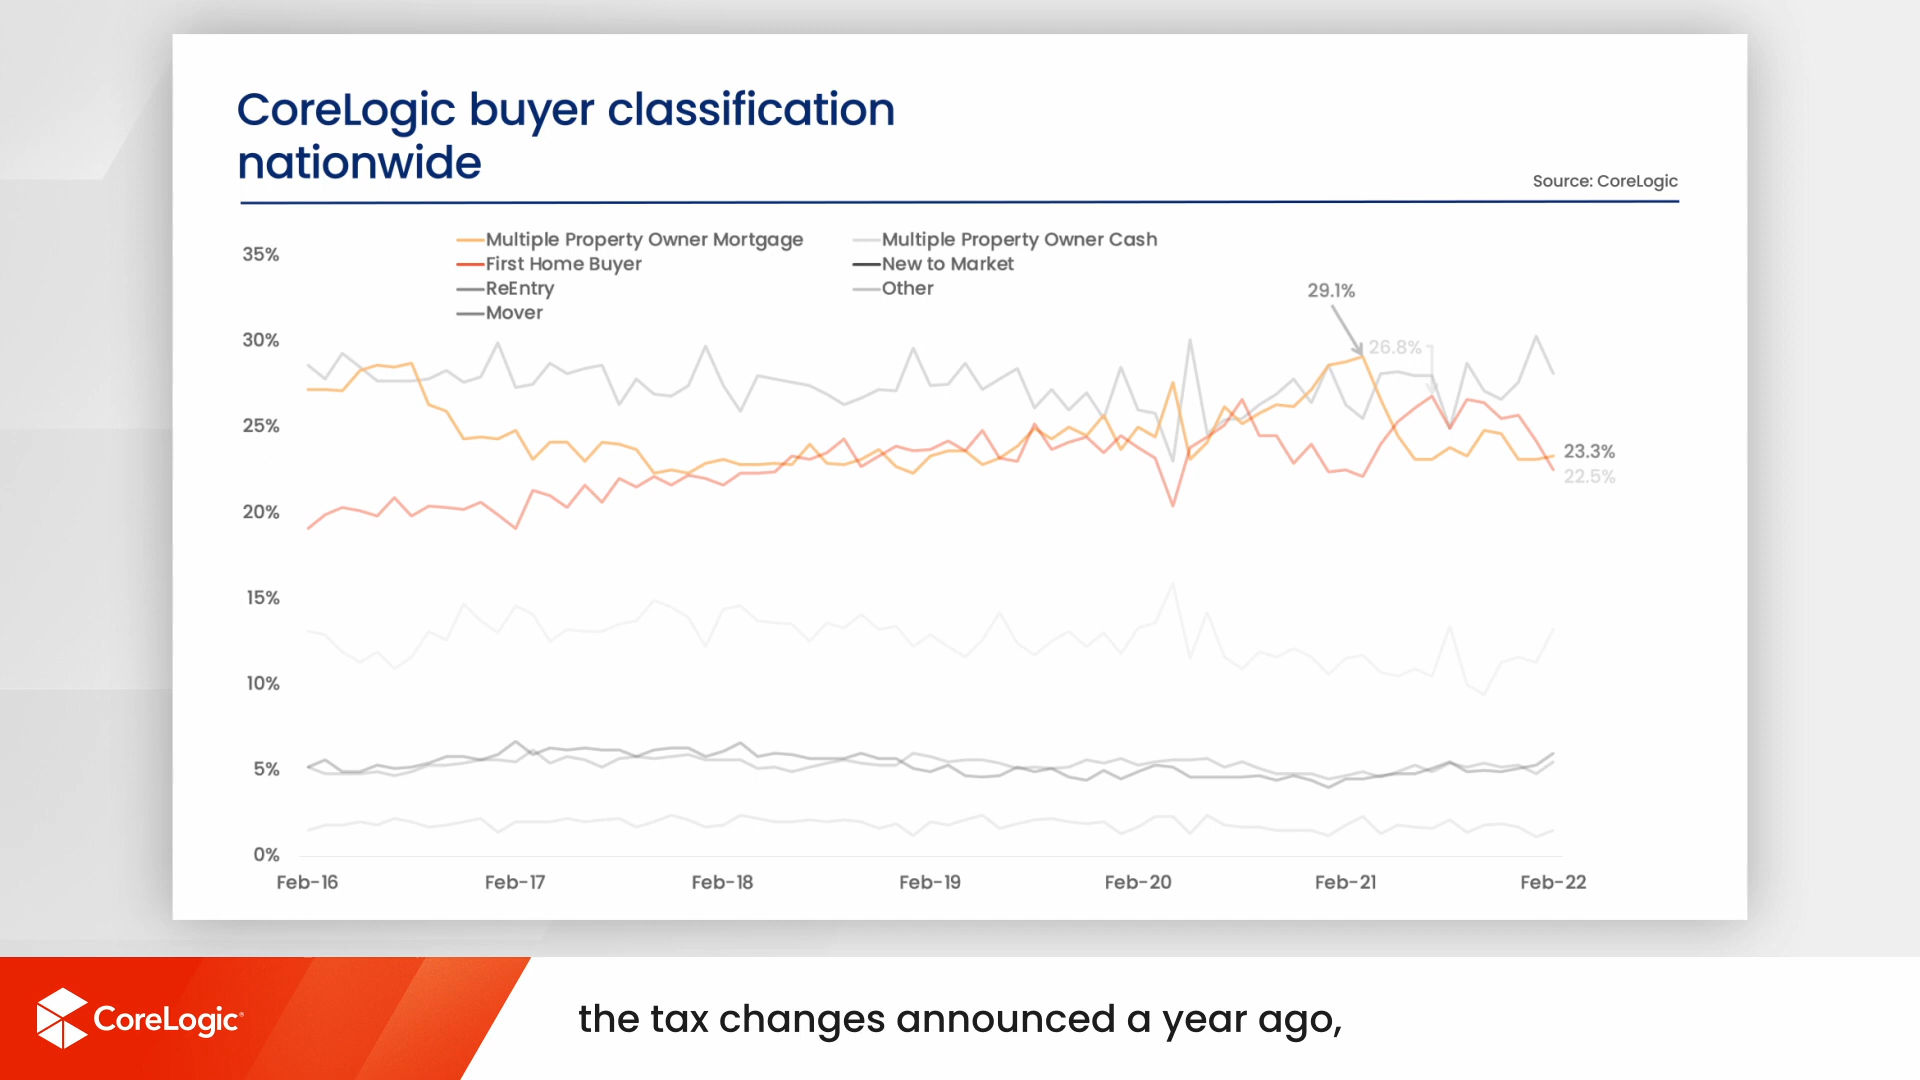 CoreLogic buyer classification
nationwide
Source: CoreLogic
Multiple Property Owner Mortgage
Multiple Property Owner Cash
First Home Buyer
New to Market
ReEntry
Other
Mover
35%
30%
25%
20%
15%
10%
5%
0%
29.1%
26.8%
23.3%
22.5%
Feb-16
Feb-17
Feb-18
Feb-19
Feb-20
Feb-21
Feb-22
CoreLogic
the tax changes announced a year ago,